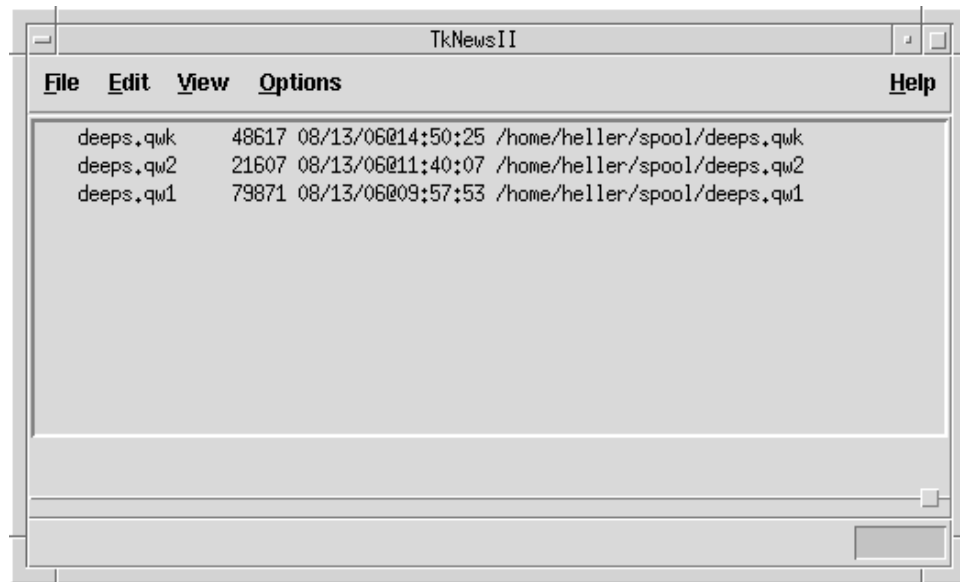 TkNewsII
File Edit View Options Help
deeps.qwk 48617 08/13/06@14:50:25 /home/heller/spool/deeps.qwk
deeps.qw2 21607 08/13/06@11:40:07 /home/heller/spool/deeps.qw2
deeps.qw1 79871 08/13/06@09:57:53 /home/heller/spool/deeps.qw1